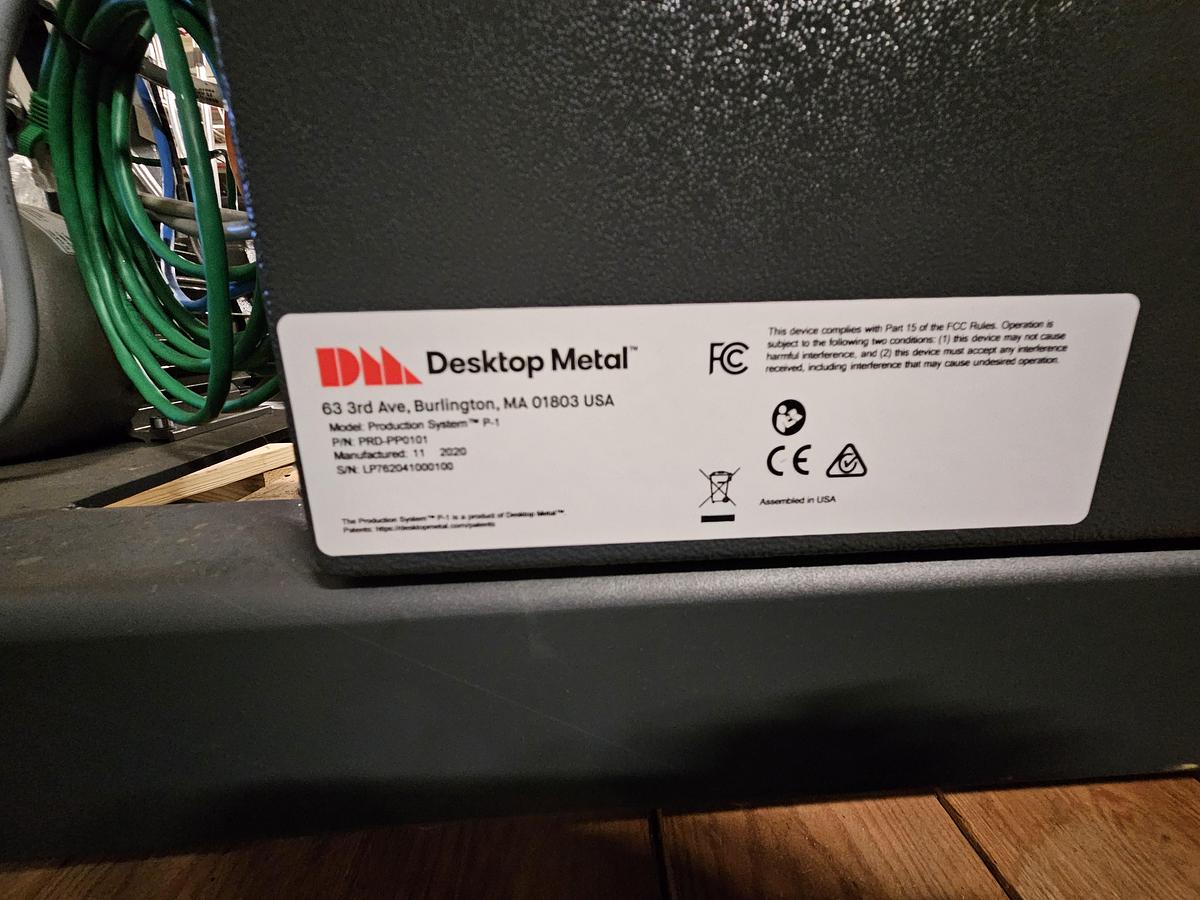 Desktop Metal™
63 3rd Ave, Burlington, MA 01803 USA
Model: Production System™ P-1
P/N: PRD-PP0101
Manufactured: 11 2020
S/N: LP762041000100
The Production System™ P-1 is a product of Desktop Metal™
Patents: https://desktopmetal.com/patents
FC
This device complies with Part 15 of the FCC Rules. Operation is
subject to the following two conditions: (1) this device may not cause
harmful interference, and (2) this device must accept any interference
received, including interference that may cause undesired operation.
CE
Assembled in USA